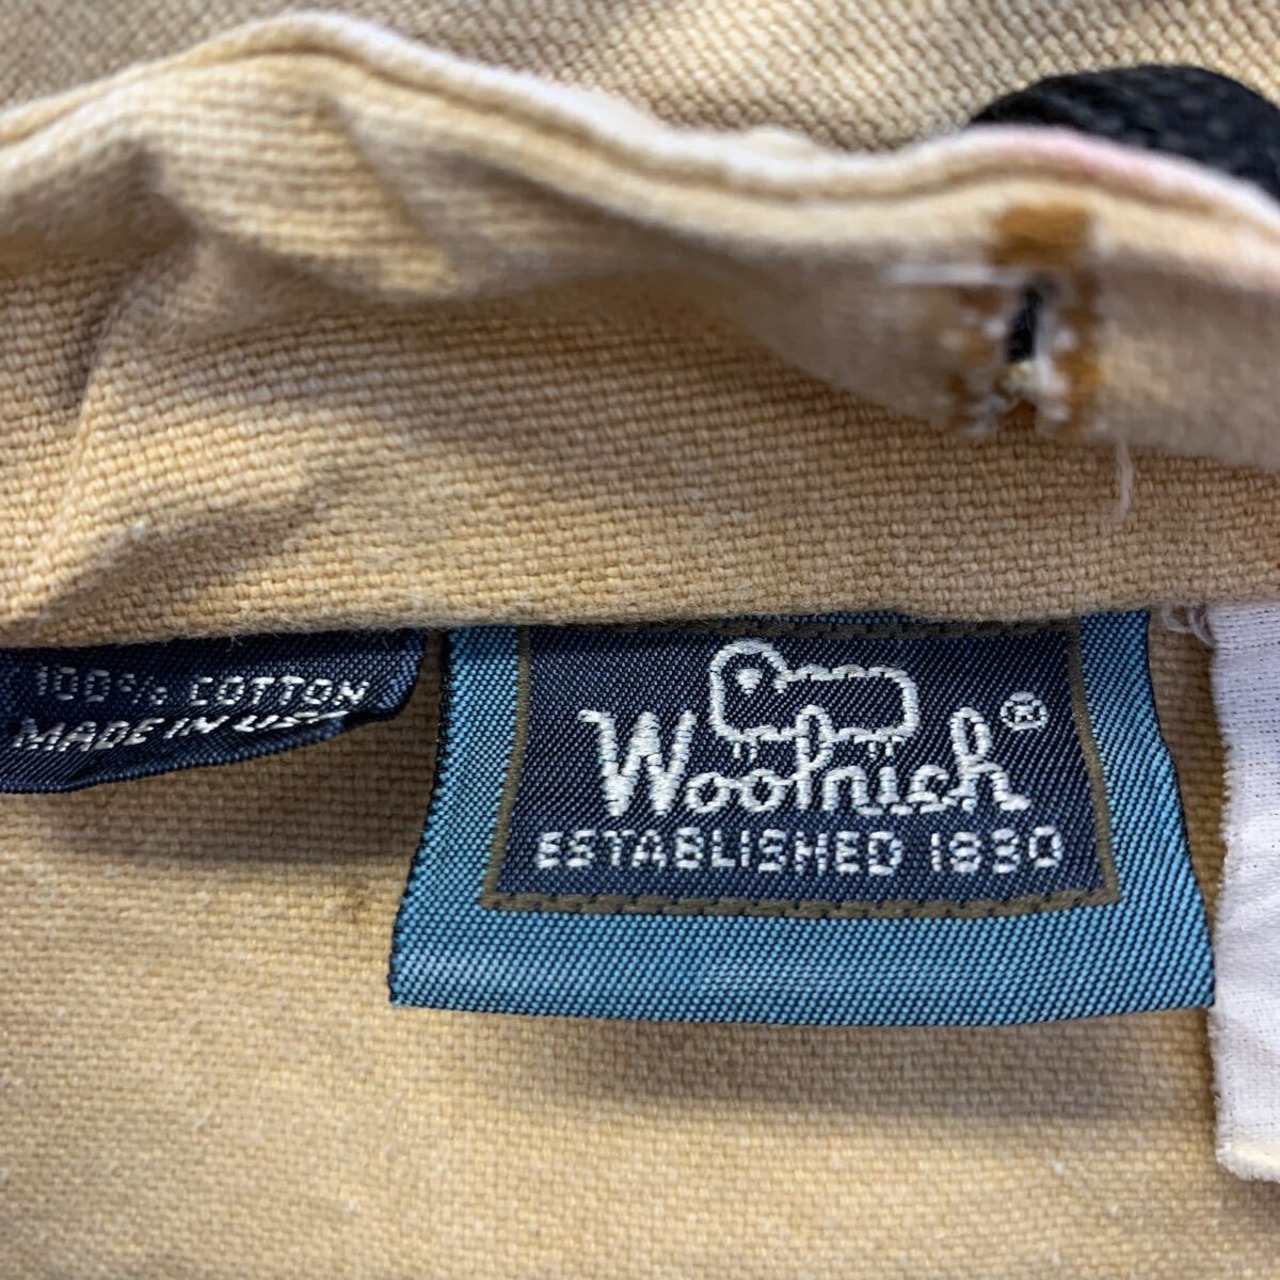 100% COTTON
MADE IN USA
Woolrich®
ESTABLISHED 1830